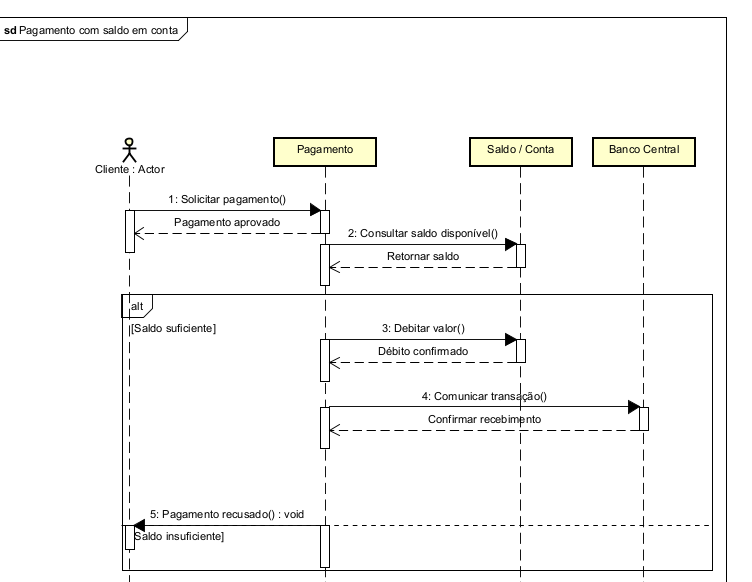 sd Pagamento com saldo em conta
Cliente : Actor
Pagamento
Saldo / Conta
Banco Central
1: Solicitar pagamento()
Pagamento aprovado
2: Consultar saldo disponível()
Retornar saldo
alt
[Saldo suficiente]
3: Debitar valor()
Débito confirmado
4: Comunicar transação()
Confirmar recebimento
5: Pagamento recusado() : void
Saldo insuficiente]